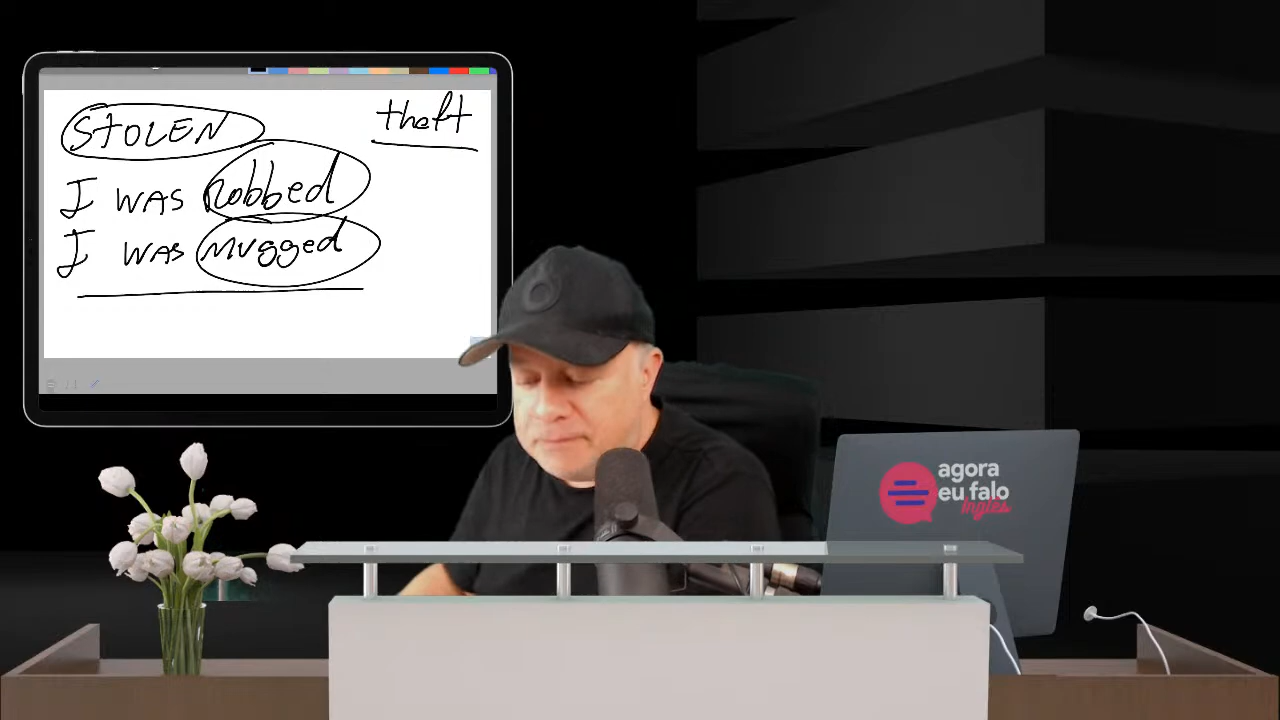 STOLEN
theft
I WAS Robbed
I WAS Mugged
agora
eu falo
inglês